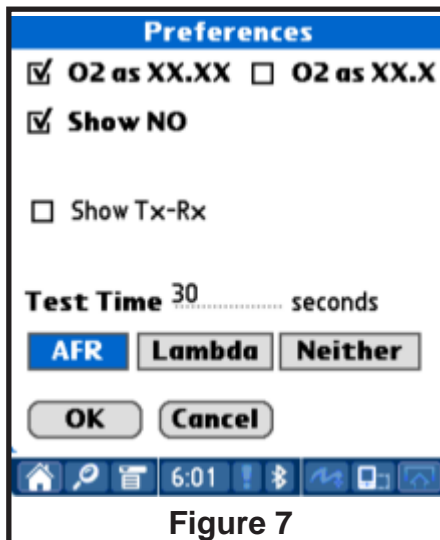 Preferences
O2 as XX.XX O2 as XX.X
Show NO
Show Tx-Rx
Test Time 30 seconds
AFR Lambda Neither
OK Cancel
6:01
Figure 7